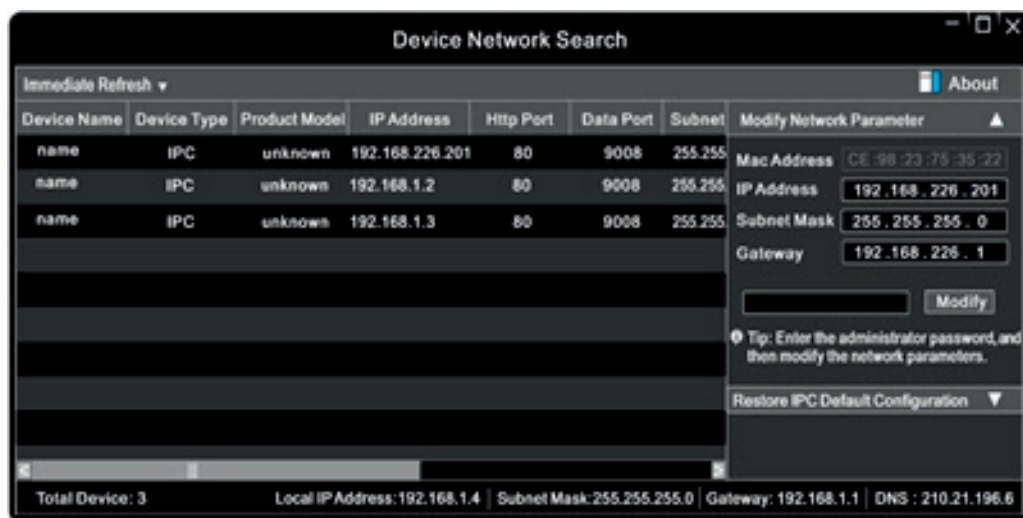 Device Network Search
Immediate Refresh
About
Device Name Device Type Product Model IP Address Http Port Data Port Subnet
name IPC unknown 192.168.226.201 80 9008 255.255
name IPC unknown 192.168.1.2 80 9008 255.255.
name IPC unknown 192.168.1.3 80 9008 255.255.
Modify Network Parameter
Mac Address CE:98:23:75:35:22
IP Address 192.168.226.201
Subnet Mask 255.255.255.0
Gateway 192.168.226.1
Modify
Tip: Enter the administrator password,and
then modify the network parameters.
Restore IPC Default Configuration
Total Device: 3 Local IP Address:192.168.1.4 Subnet Mask:255.255.255.0 Gateway: 192.168.1.1 DNS : 210.21.196.6